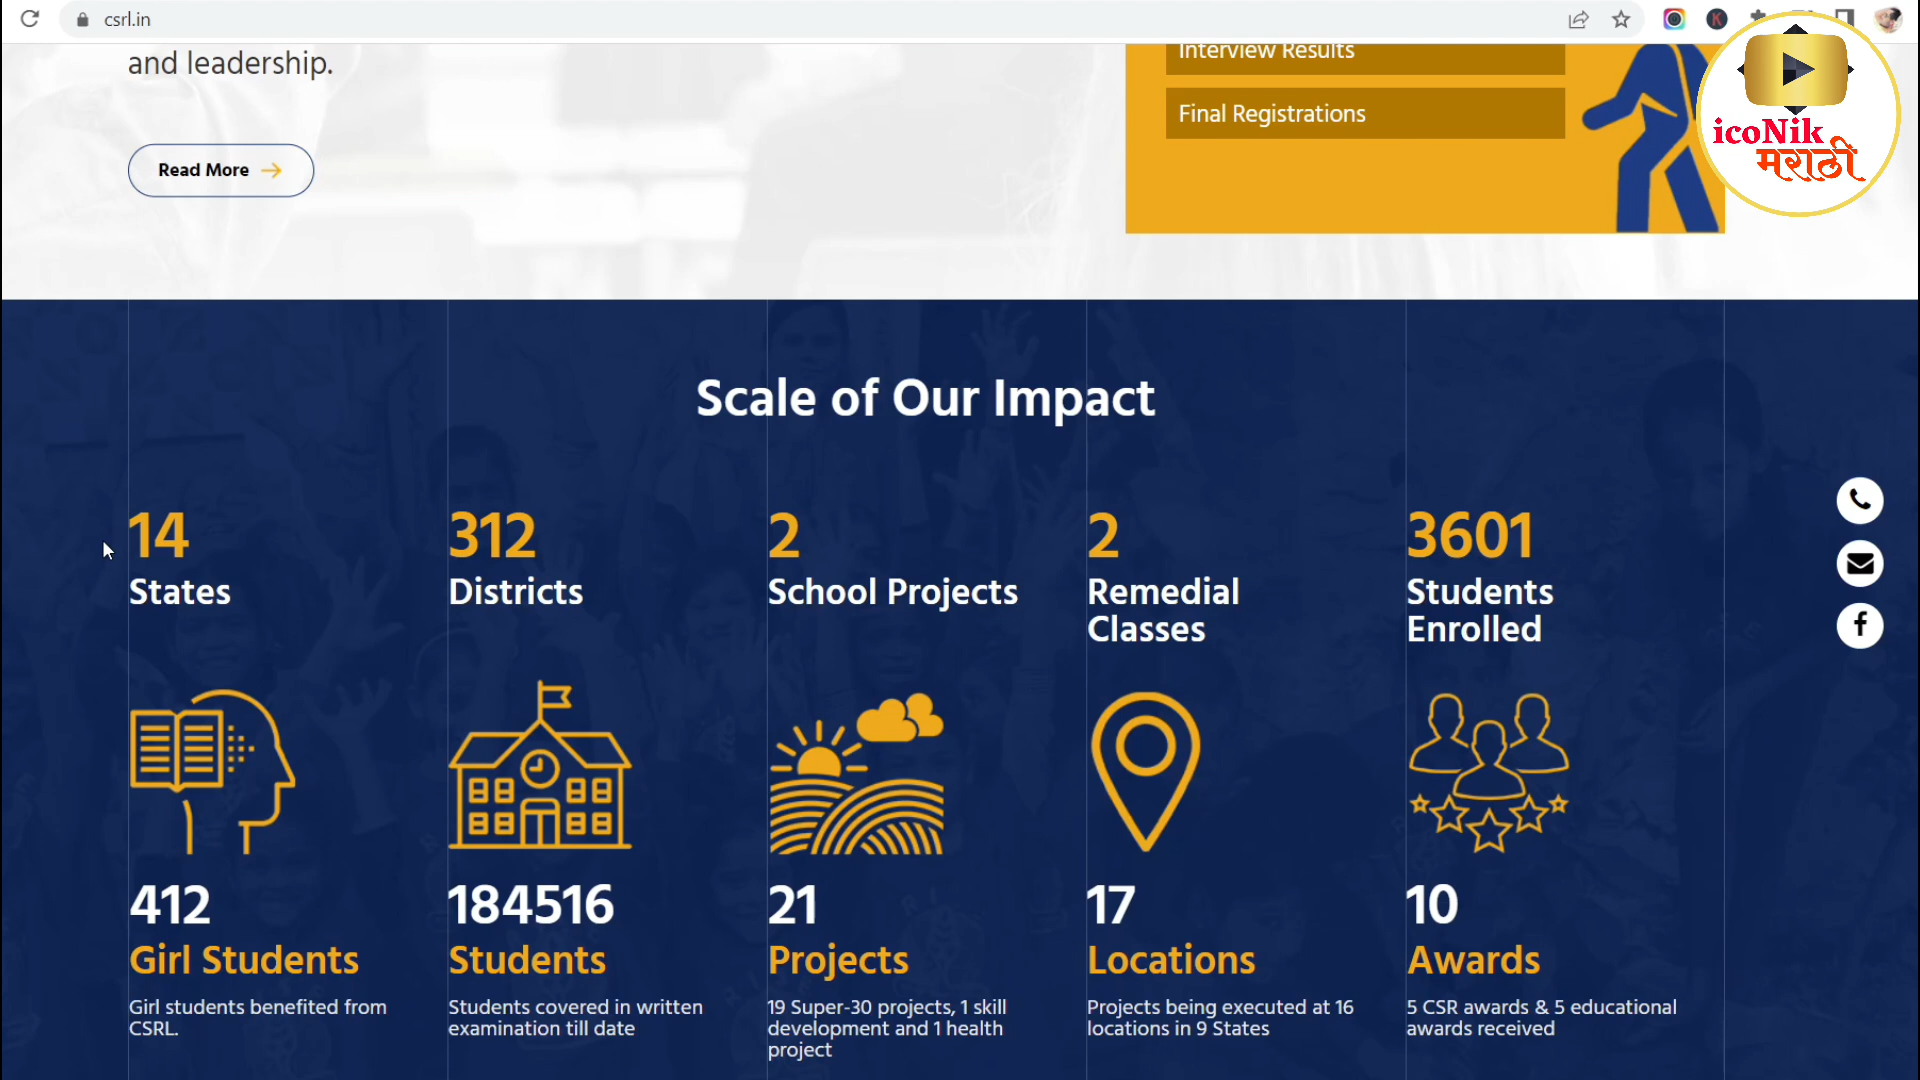 csrl.in
and leadership.
Read More
Interview Results
Final Registrations
icoNik
मराठी
Scale of Our Impact
14
States
312
Districts
2
School Projects
2
Remedial
Classes
3601
Students
Enrolled
412
Girl Students
Girl students benefited from
CSRL.
184516
Students
Students covered in written
examination till date
21
Projects
19 Super-30 projects, 1 skill
development and 1 health
project
17
Locations
Projects being executed at 16
locations in 9 States
10
Awards
5 CSR awards & 5 educational
awards received